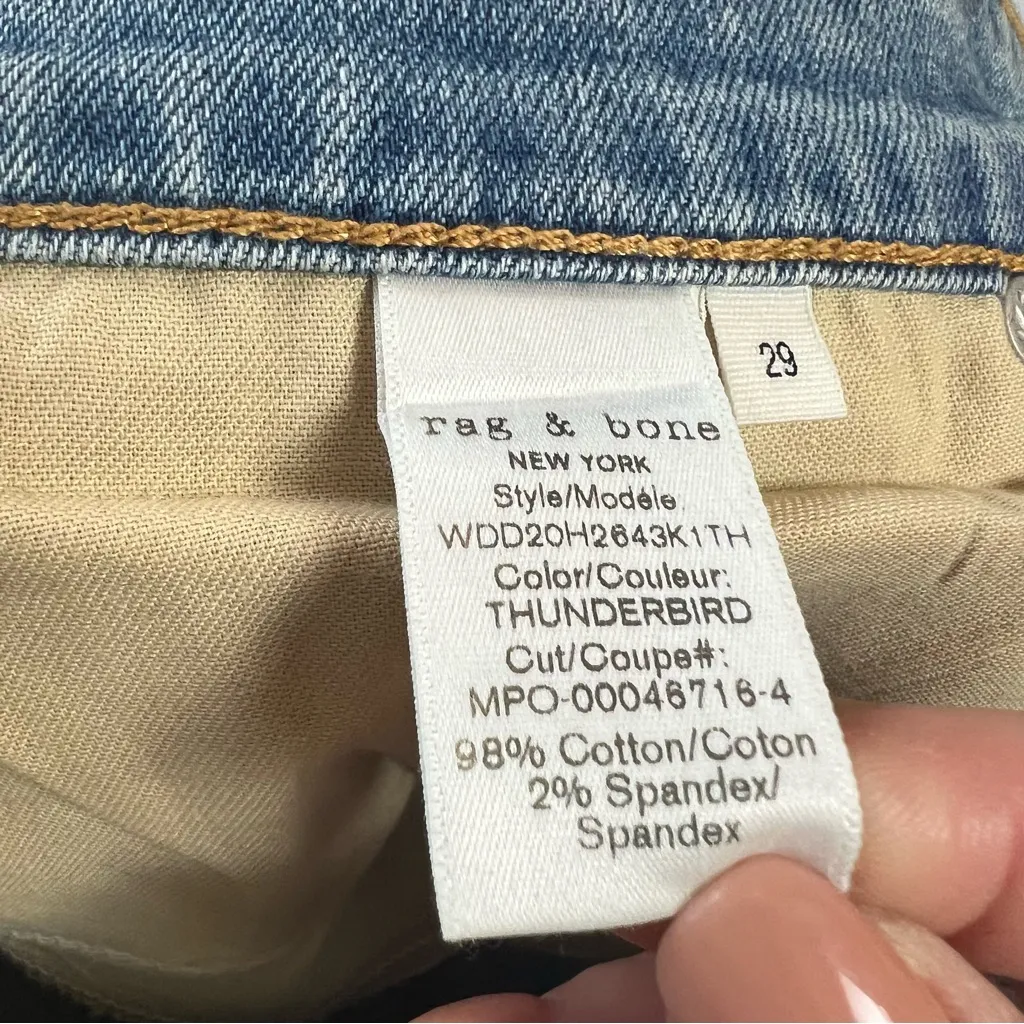 29
rag & bone
NEW YORK
Style/Modéle
WDD20H2643K1TH
Color/Couleur:
THUNDERBIRD
Cut/Coupe#:
MPO-00046716-4
98% Cotton/Coton
2% Spandex/
Spandex